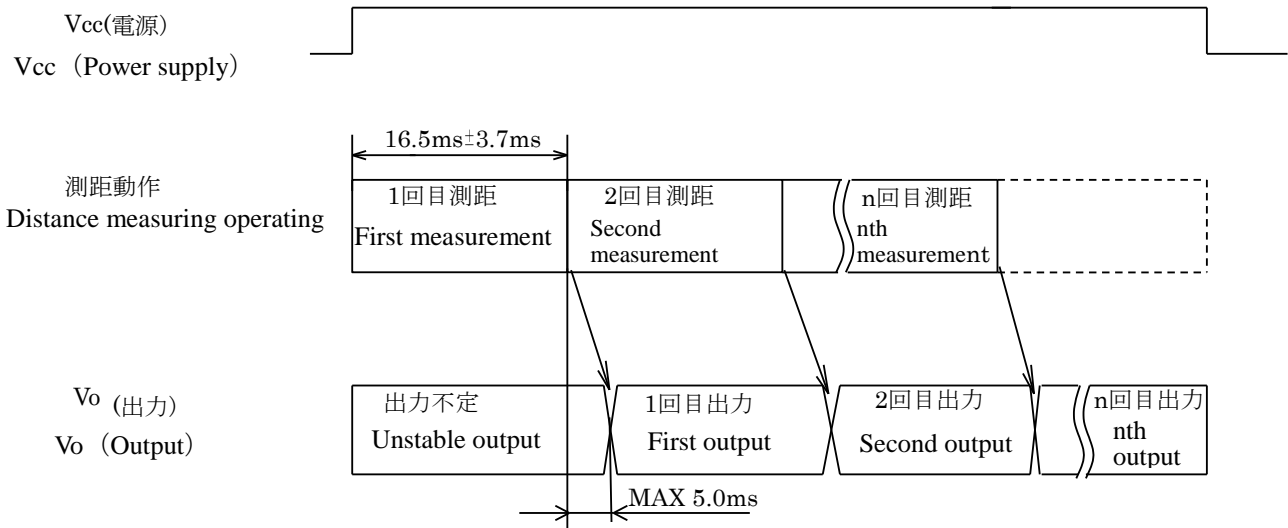 Vcc(電源)
Vcc（Power supply）
16.5ms±3.7ms
測距動作
Distance measuring operating
1回目測距
First measurement
2回目測距
Second
measurement
n回目測距
nth
measurement
Vo (出力)
Vo（Output）
出力不定
Unstable output
1回目出力
First output
2回目出力
Second output
n回目出力
nth
output
MAX 5.0ms